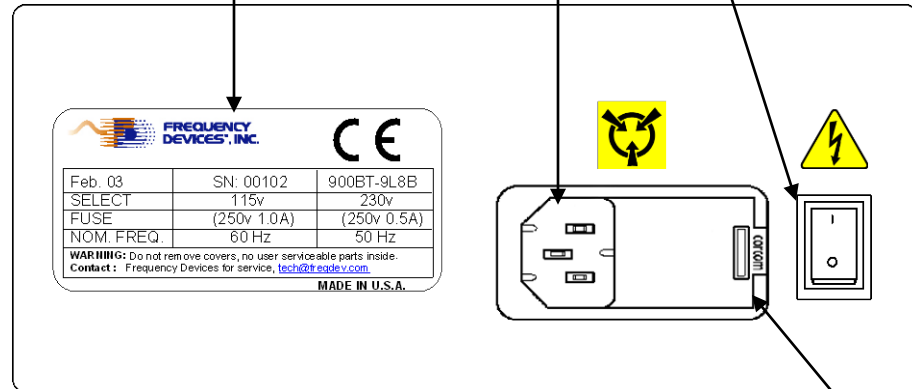 FREQUENCY
DEVICES®, INC.
CE
Feb. 03 SN: 00102 900BT-9L8B
SELECT 115v 230v
FUSE (250v 1.0A) (250v 0.5A)
NOM. FREQ. 60 Hz 50 Hz
WARNING: Do not remove covers, no user serviceable parts inside.
Contact : Frequency Devices for service, tech@freqdev.com
MADE IN U.S.A.
corcom
I
O